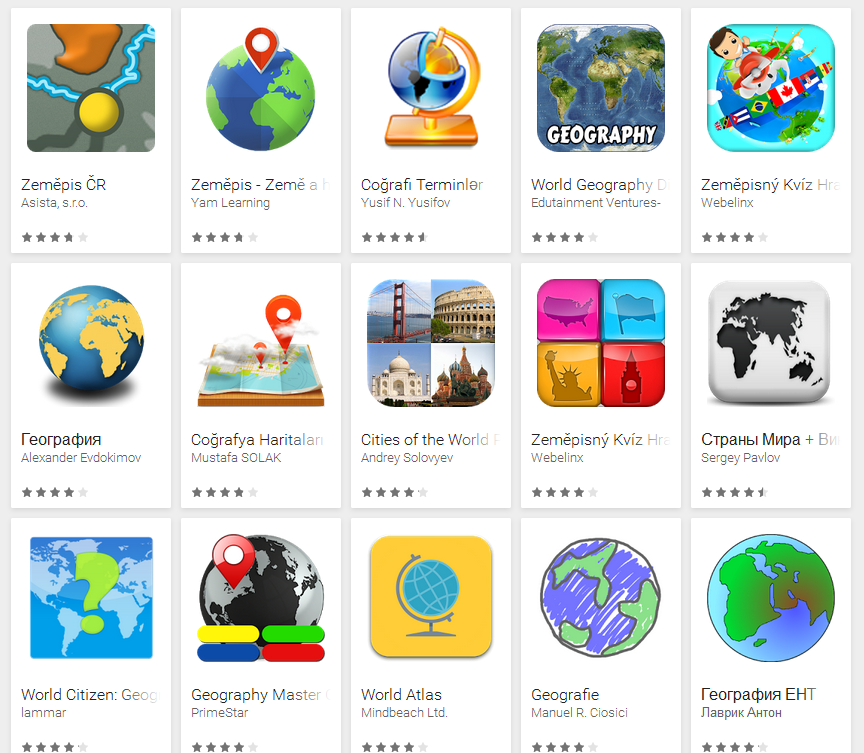 GEOGRAPHY
Zeměpis ČR
Asista, s.r.o.
Zeměpis - Země a h
Yam Learning
Coğrafi Terminlər
Yusif N. Yusifov
World Geography D
Edutainment Ventures-
Zeměpisný Kvíz Hra
Webelinx
География
Alexander Evdokimov
Coğrafya Haritaları
Mustafa SOLAK
Cities of the World P
Andrey Solovyev
Zeměpisný Kvíz Hra
Webelinx
Страны Мира + Ви
Sergey Pavlov
?
World Citizen: Geog
lammar
Geography Master
PrimeStar
World Atlas
Mindbeach Ltd.
Geografie
Manuel R. Ciosici
География ЕНТ
Лаврик Антон